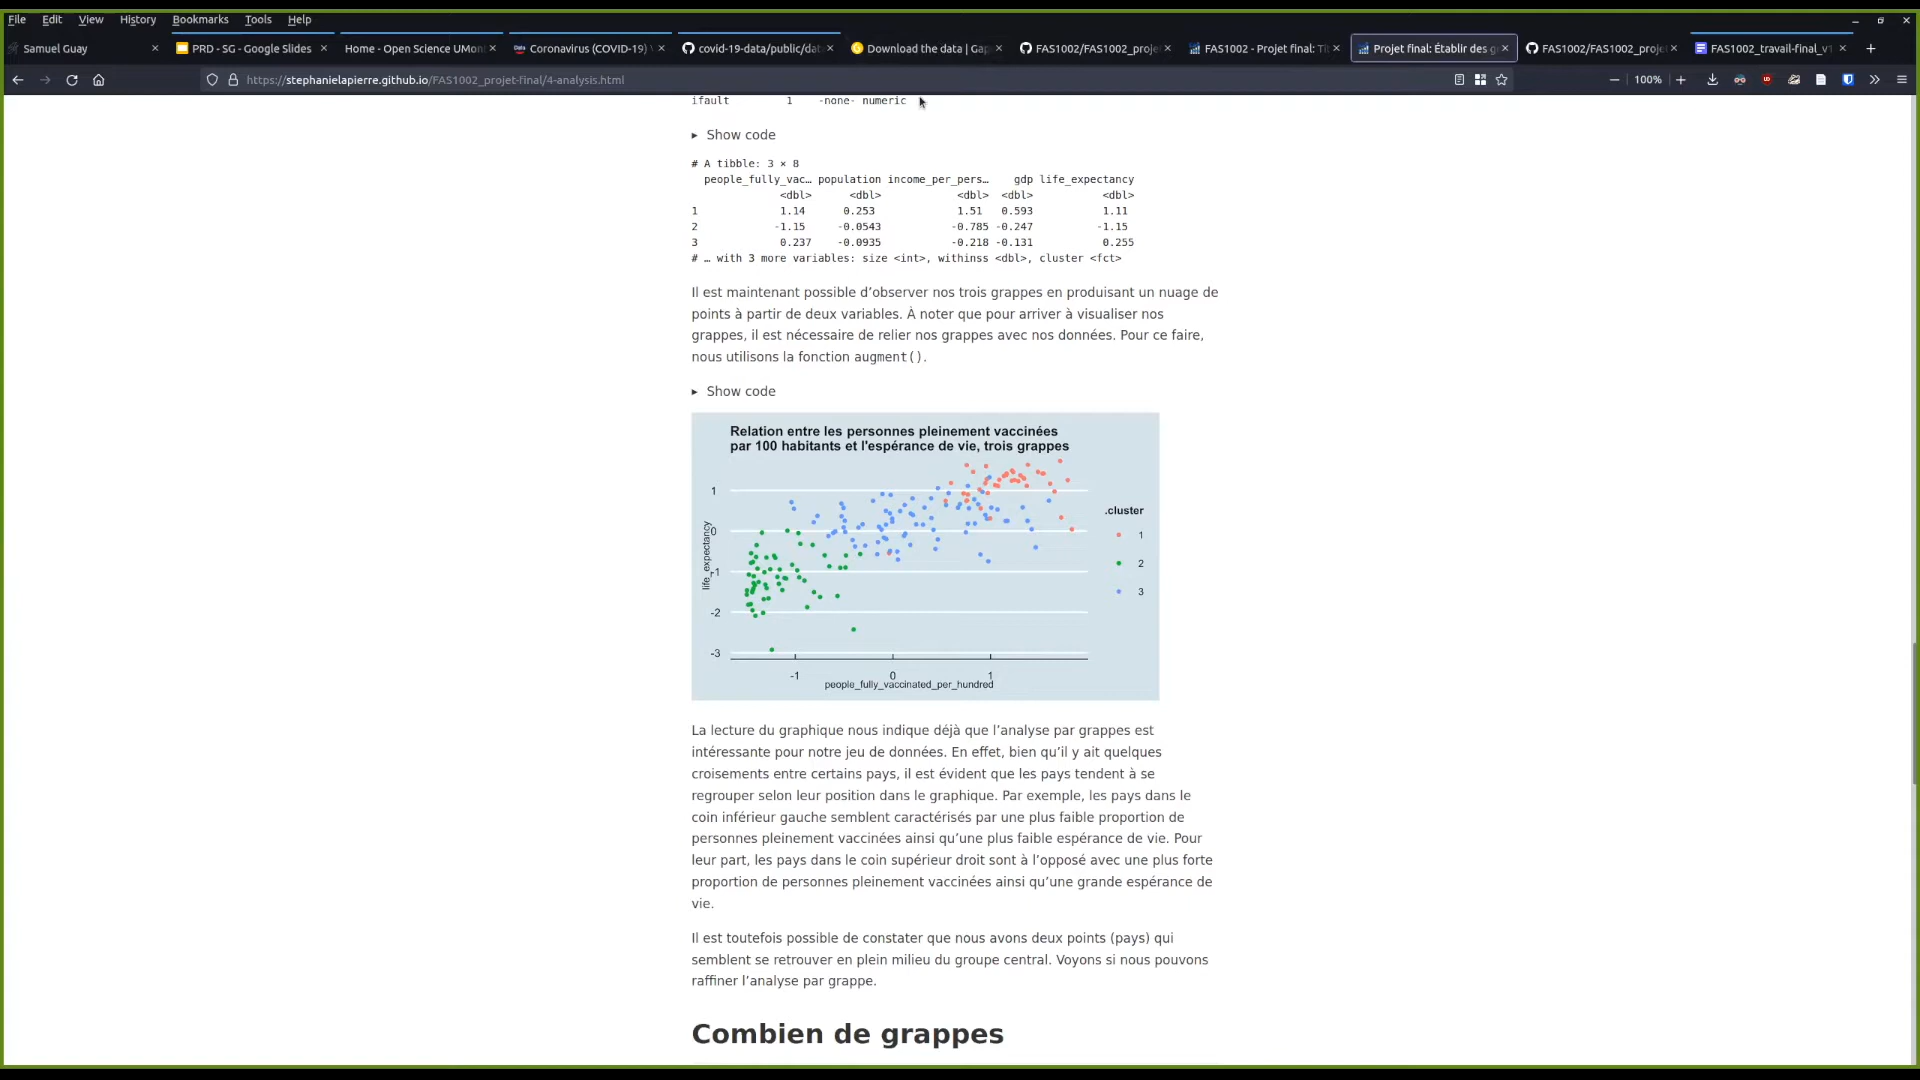 File Edit View History Bookmarks Tools Help
Samuel Guay
PRD - SG - Google Slides
Home - Open Science UMon
Coronavirus (COVID-19)
covid-19-data/public/dat
Download the data | Gap
FAS1002/FAS1002_proje
FAS1002 - Projet final: Ti
Projet final: Établir des g
FAS1002/FAS1002_proj
FAS1002_travail-final_v
https://stephanielapierre.github.io/FAS1002_projet-final/4-analysis.html
100%
ifault 1 -none- numeric
Show code
# A tibble: 3 × 8
people_fully_vac… population income_per_pers… gdp life_expectancy
<dbl> <dbl> <dbl> <dbl> <dbl>
1 1.14 0.253 1.51 0.593 1.11
2 -1.15 -0.0543 -0.785 -0.247 -1.15
3 0.237 -0.0935 -0.218 -0.131 0.255
# … with 3 more variables: size <int>, withinss <dbl>, cluster <fct>
Il est maintenant possible d’observer nos trois grappes en produisant un nuage de
points à partir de deux variables. À noter que pour arriver à visualiser nos
grappes, il est nécessaire de relier nos grappes avec nos données. Pour ce faire,
nous utilisons la fonction augment().
Show code
Relation entre les personnes pleinement vaccinées
par 100 habitants et l'espérance de vie, trois grappes
1
0
-1
-2
-3
life_expectancy
-1 0 1
people_fully_vaccinated_per_hundred
.cluster
1
2
3
La lecture du graphique nous indique déjà que l’analyse par grappes est
intéressante pour notre jeu de données. En effet, bien qu’il y ait quelques
croisements entre certains pays, il est évident que les pays tendent à se
regrouper selon leur position dans le graphique. Par exemple, les pays dans le
coin inférieur gauche semblent caractérisés par une plus faible proportion de
personnes pleinement vaccinées ainsi qu’une plus faible espérance de vie. Pour
leur part, les pays dans le coin supérieur droit sont à l’opposé avec une plus forte
proportion de personnes pleinement vaccinées ainsi qu’une grande espérance de
vie.
Il est toutefois possible de constater que nous avons deux points (pays) qui
semblent se retrouver en plein milieu du groupe central. Voyons si nous pouvons
raffiner l’analyse par grappe.
Combien de grappes